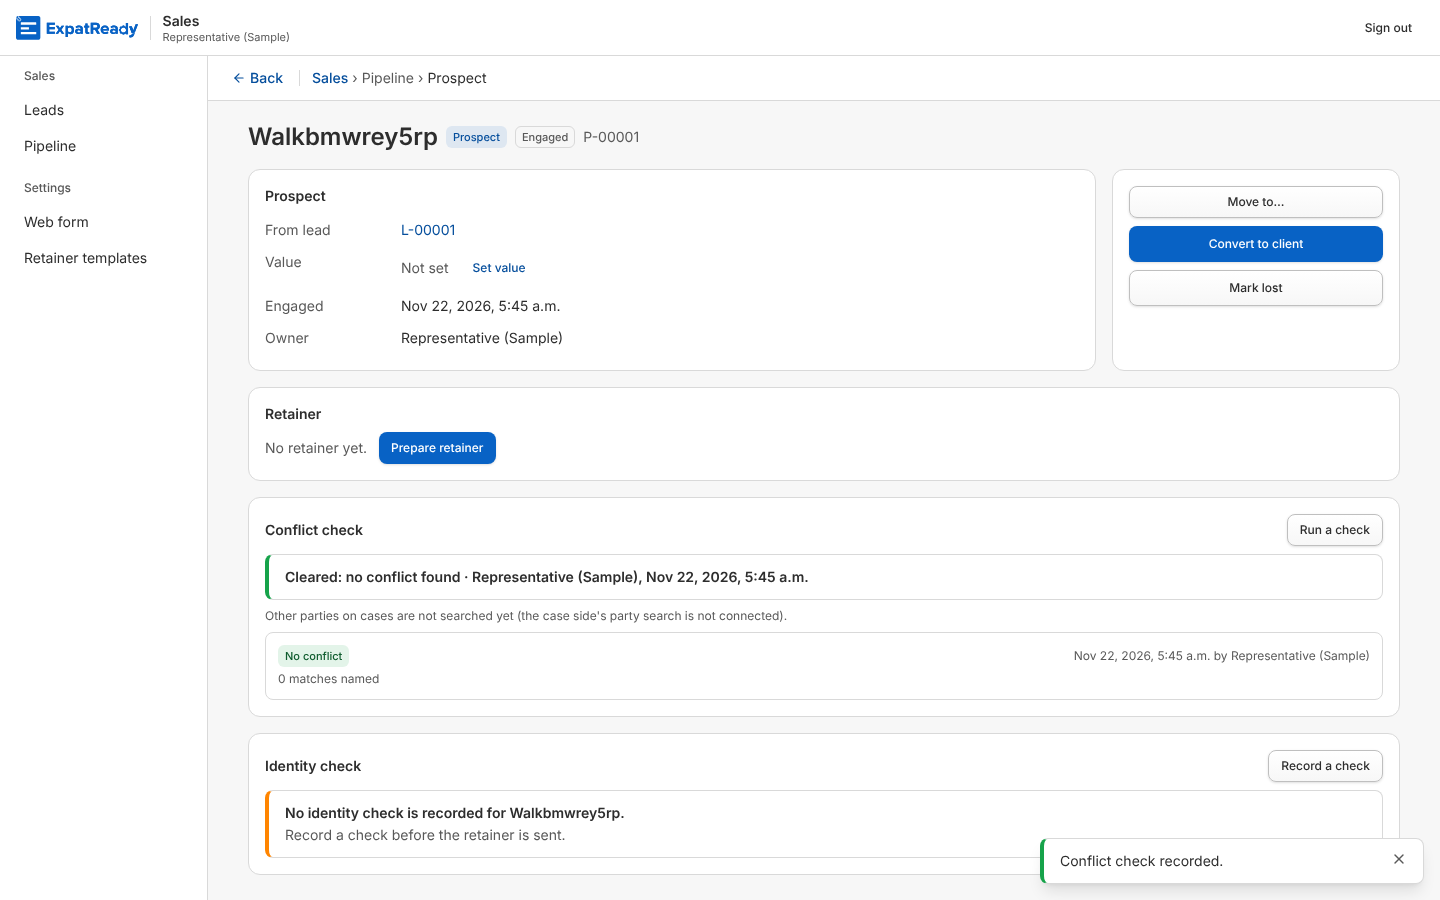 ExpatReady
Sales
Representative (Sample)
Sign out
Sales
Leads
Pipeline
Settings
Web form
Retainer templates
← Back
Sales › Pipeline › Prospect
Walkbmwrey5rp Prospect Engaged P-00001
Prospect
From lead L-00001
Value Not set Set value
Engaged Nov 22, 2026, 5:45 a.m.
Owner Representative (Sample)
Move to...
Convert to client
Mark lost
Retainer
No retainer yet. Prepare retainer
Conflict check Run a check
Cleared: no conflict found · Representative (Sample), Nov 22, 2026, 5:45 a.m.
Other parties on cases are not searched yet (the case side's party search is not connected).
No conflict Nov 22, 2026, 5:45 a.m. by Representative (Sample)
0 matches named
Identity check Record a check
No identity check is recorded for Walkbmwrey5rp.
Record a check before the retainer is sent.
Conflict check recorded.